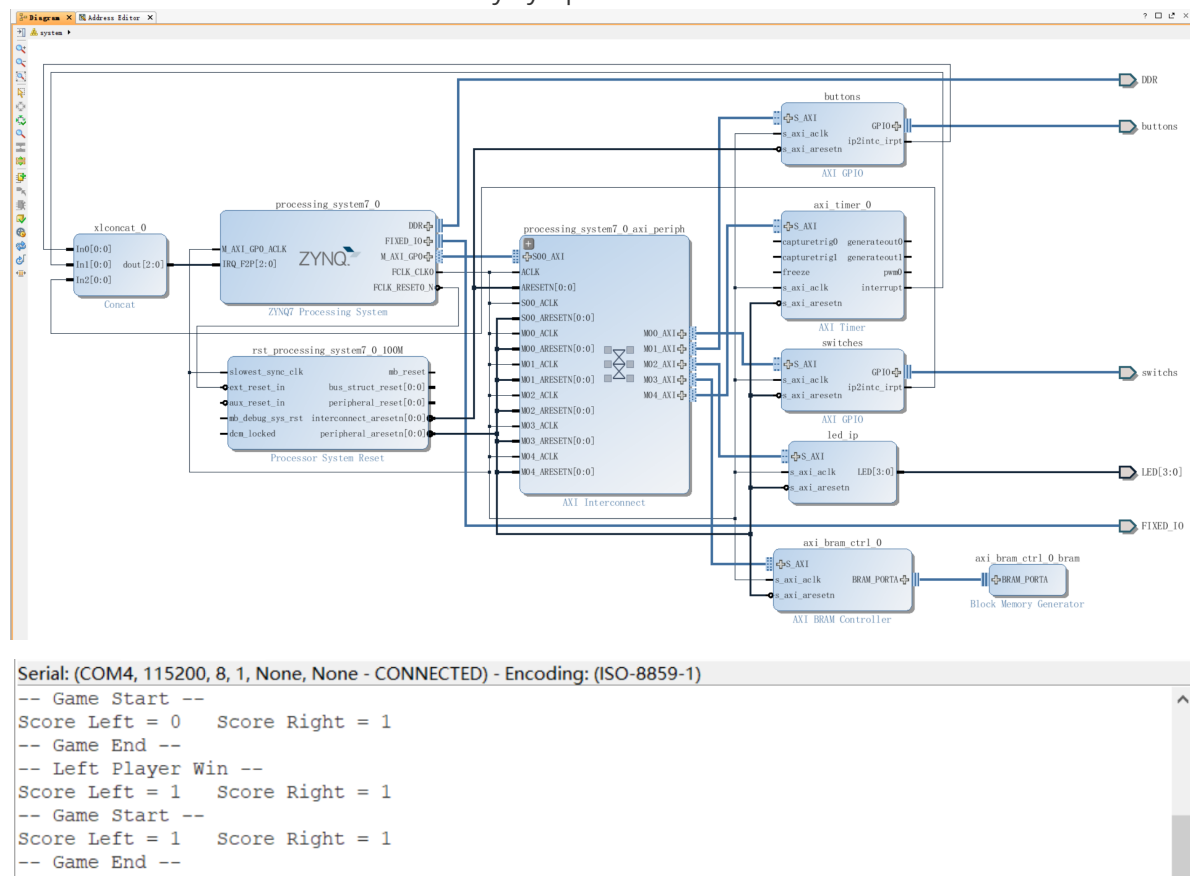 Diagram Address Editor
system
DDR
buttons
S_AXI
GPIO
s_axi_aclk
ip2intc_irpt
s_axi_aresetn
AXI GPIO
buttons
processing_system7_0
DDR
FIXED_IO
M_AXI_GP0_ACLK
M_AXI_GP0
IRQ_F2P[2:0]
ZYNQ
FCLK_CLK0
FCLK_RESET0_N
ZYNQ7 Processing System
xlconcat_0
In0[0:0]
In1[0:0] dout[2:0]
In2[0:0]
Concat
processing_system7_0_axi_periph
S00_AXI
ACLK
ARESETN[0:0]
S00_ACLK
S00_ARESETN[0:0]
M00_ACLK M00_AXI
M00_ARESETN[0:0] M01_AXI
M01_ACLK M02_AXI
M01_ARESETN[0:0] M03_AXI
M02_ACLK M04_AXI
M02_ARESETN[0:0]
M03_ACLK
M03_ARESETN[0:0]
M04_ACLK
M04_ARESETN[0:0]
AXI Interconnect
axi_timer_0
S_AXI
capturetrig0 generateout0
capturetrig1 generateout1
freeze pwm0
s_axi_aclk interrupt
s_axi_aresetn
AXI Timer
rst_processing_system7_0_100M
slowest_sync_clk mb_reset
ext_reset_in bus_struct_reset[0:0]
aux_reset_in peripheral_reset[0:0]
mb_debug_sys_rst interconnect_aresetn[0:0]
dcm_locked peripheral_aresetn[0:0]
Processor System Reset
switches
S_AXI
GPIO
s_axi_aclk
ip2intc_irpt
s_axi_aresetn
AXI GPIO
switchs
led_ip
S_AXI
s_axi_aclk LED[3:0]
s_axi_aresetn
LED[3:0]
FIXED_IO
axi_bram_ctrl_0
S_AXI
s_axi_aclk BRAM_PORTA
s_axi_aresetn
AXI BRAM Controller
axi_bram_ctrl_0_bram
BRAM_PORTA
Block Memory Generator
Serial: (COM4, 115200, 8, 1, None, None - CONNECTED) - Encoding: (ISO-8859-1)
-- Game Start --
Score Left = 0 Score Right = 1
-- Game End --
-- Left Player Win --
Score Left = 1 Score Right = 1
-- Game Start --
Score Left = 1 Score Right = 1
-- Game End --